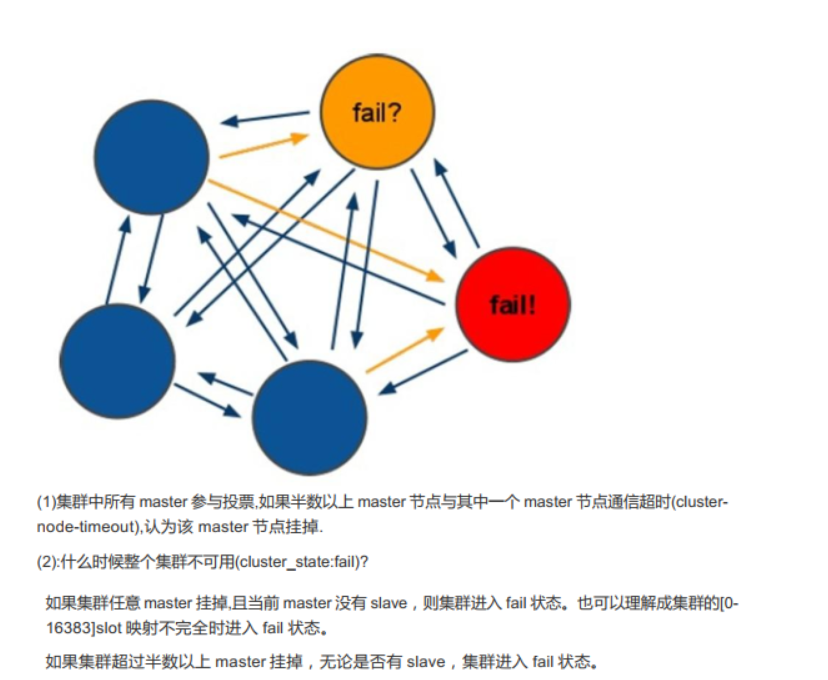 fail?
fail!
(1)集群中所有 master 参与投票,如果半数以上 master 节点与其中一个 master 节点通信超时(cluster-
node-timeout),认为该 master 节点挂掉.
(2):什么时候整个集群不可用(cluster_state:fail)?
如果集群任意 master 挂掉,且当前 master 没有 slave，则集群进入 fail 状态。也可以理解成集群的[0-
16383]slot 映射不完全时进入 fail 状态。
如果集群超过半数以上 master 挂掉，无论是否有 slave，集群进入 fail 状态。